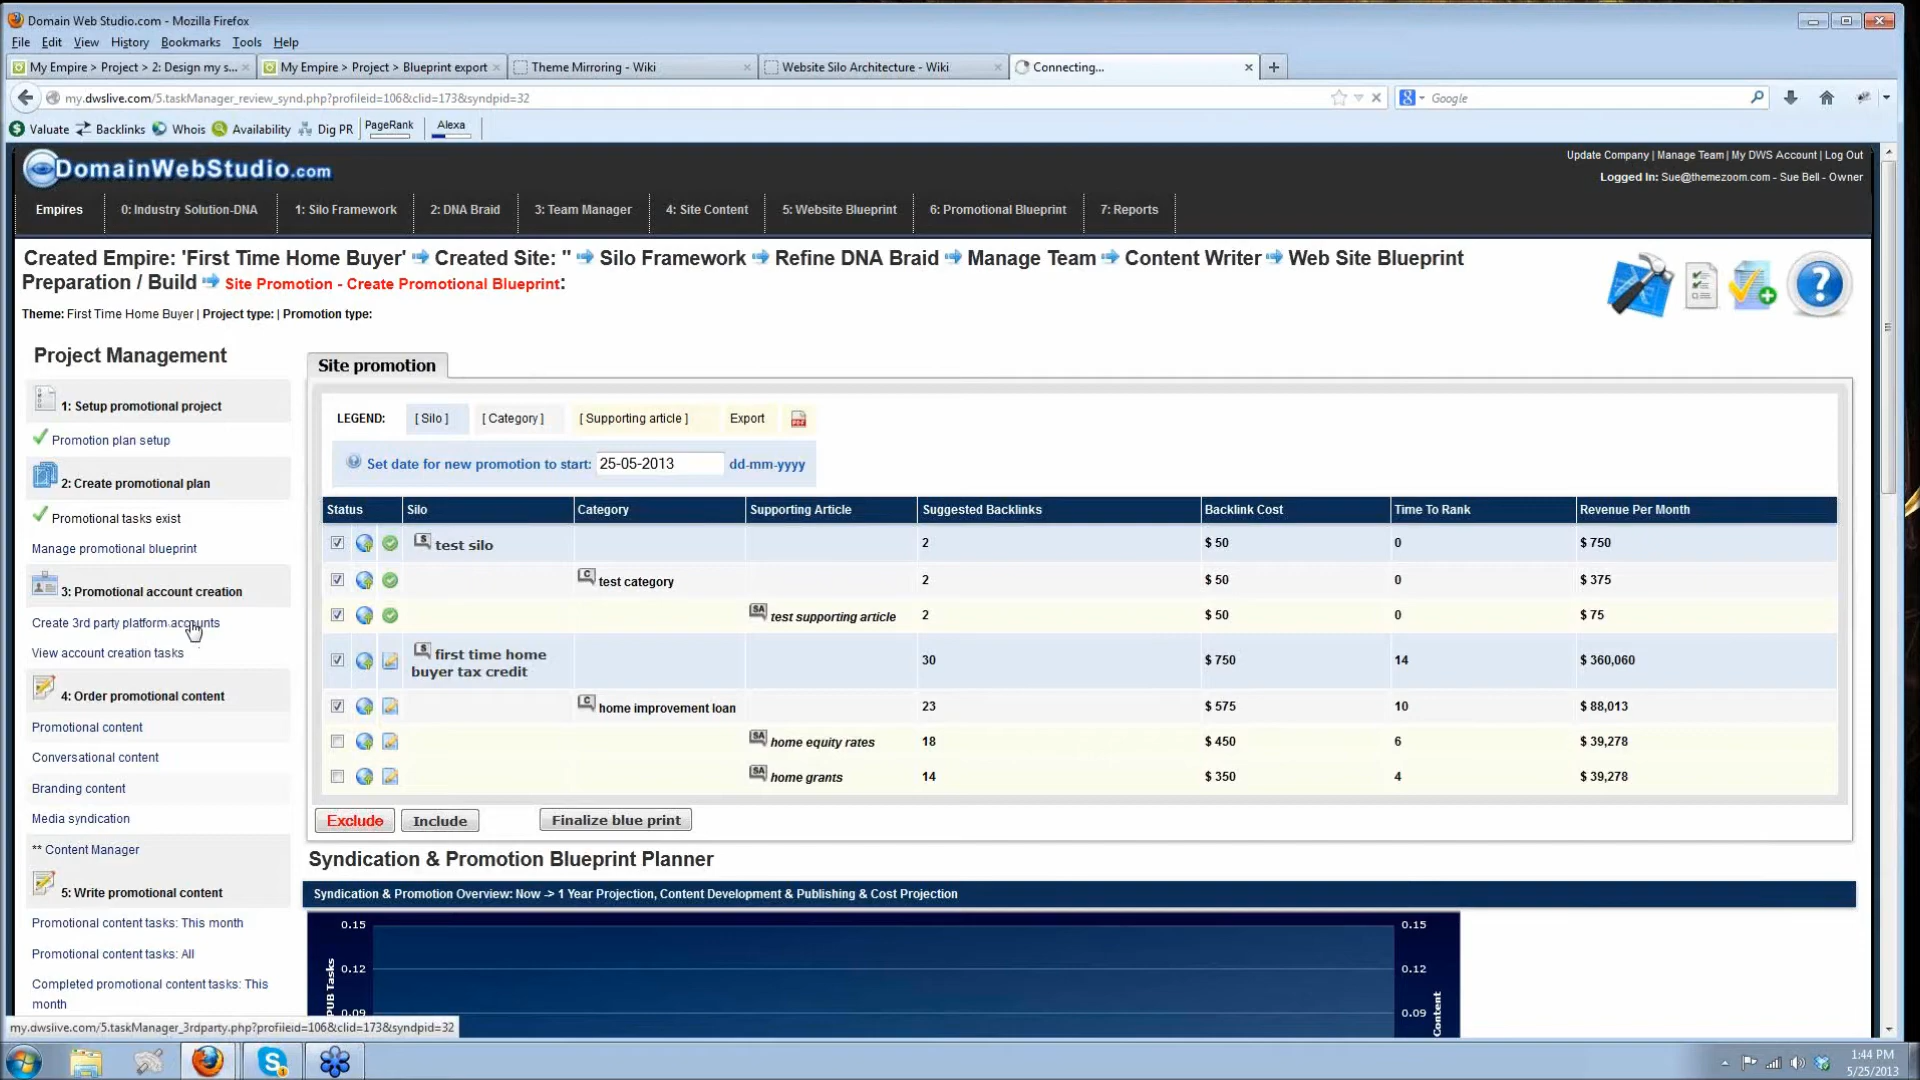 Domain Web Studio.com - Mozilla Firefox
File Edit View History Bookmarks Tools Help
My Empire > Project > 2: Design my s...
My Empire > Project > Blueprint export
Theme Mirroring - Wiki
Website Silo Architecture - Wiki
Connecting...
my.dwslive.com/5.taskManager_review_synd.php?profileid=106&clid=173&syndpid=32
Google
Valuate Backlinks Whois Availability Dig PR PageRank Alexa
DomainWebStudio.com
Update Company | Manage Team | My DWS Account | Log Out
Logged In: Sue@themezoom.com - Sue Bell - Owner
Empires
0: Industry Solution-DNA
1: Silo Framework
2: DNA Braid
3: Team Manager
4: Site Content
5: Website Blueprint
6: Promotional Blueprint
7: Reports
Created Empire: 'First Time Home Buyer' Created Site: '' Silo Framework Refine DNA Braid Manage Team Content Writer Web Site Blueprint
Preparation / Build Site Promotion - Create Promotional Blueprint:
Theme: First Time Home Buyer | Project type: | Promotion type:
Project Management
1: Setup promotional project
Promotion plan setup
2: Create promotional plan
Promotional tasks exist
Manage promotional blueprint
3: Promotional account creation
Create 3rd party platform accounts
View account creation tasks
4: Order promotional content
Promotional content
Conversational content
Branding content
Media syndication
** Content Manager
5: Write promotional content
Promotional content tasks: This month
Promotional content tasks: All
Completed promotional content tasks: This
month
Site promotion
LEGEND: [ Silo ] [ Category ] [ Supporting article ] Export
Set date for new promotion to start: 25-05-2013 dd-mm-yyyy
Status Silo Category Supporting Article Suggested Backlinks Backlink Cost Time To Rank Revenue Per Month
S test silo 2 $ 50 0 $ 750
C test category 2 $ 50 0 $ 375
SA test supporting article 2 $ 50 0 $ 75
S first time home
buyer tax credit 30 $ 750 14 $ 360,060
C home improvement loan 23 $ 575 10 $ 88,013
SA home equity rates 18 $ 450 6 $ 39,278
SA home grants 14 $ 350 4 $ 39,278
Exclude Include Finalize blue print
Syndication & Promotion Blueprint Planner
Syndication & Promotion Overview: Now -> 1 Year Projection, Content Development & Publishing & Cost Projection
0.15 0.15
0.12 0.12
0.09 0.09
PUB Tasks
Content
my.dwslive.com/5.taskManager_3rdparty.php?profileid=106&clid=173&syndpid=32
1:44 PM
5/25/2013